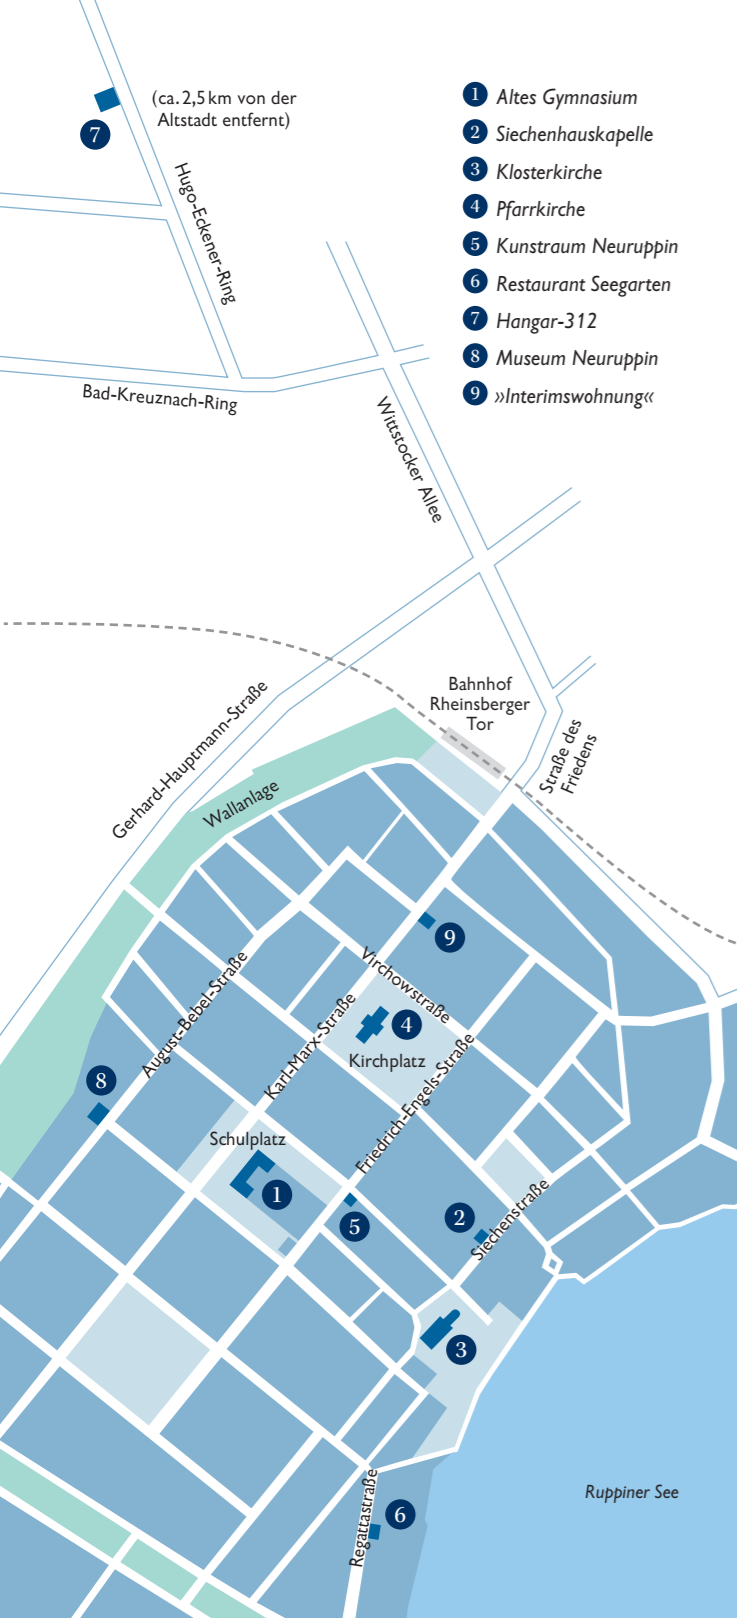 (ca. 2,5 km von der
Altstadt entfernt)
7
Hugo-Eckener-Ring
1 Altes Gymnasium
2 Siechenhauskapelle
3 Klosterkirche
4 Pfarrkirche
5 Kunstraum Neuruppin
6 Restaurant Seegarten
7 Hangar-312
8 Museum Neuruppin
9 »Interimswohnung«
Bad-Kreuznach-Ring
Wittstocker Allee
Bahnhof
Rheinsberger
Tor
Gerhard-Hauptmann-Straße
Straße des
Friedens
Wallanlage
9
Virchowstraße
August-Bebel-Straße
Karl-Marx-Straße
4
Kirchplatz
Friedrich-Engels-Straße
8
Schulplatz
1
5
2
Siechenstraße
3
Ruppiner See
Regattastraße
6